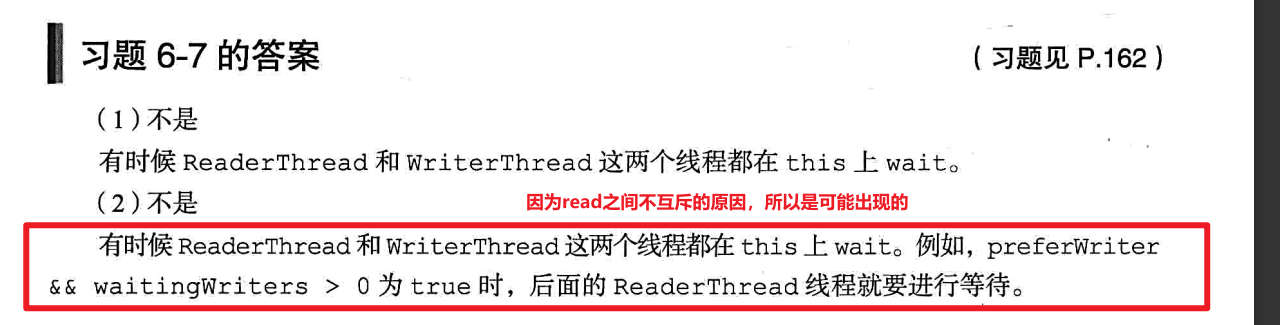 习题 6-7 的答案
（习题见 P.162）
（1）不是
有时候 ReaderThread 和 WriterThread 这两个线程都在 this 上 wait。
（2）不是
因为read之间不互斥的原因，所以是可能出现的
有时候 ReaderThread 和 WriterThread 这两个线程都在 this 上 wait。例如，preferWriter
&& waitingWriters > 0 为 true 时，后面的 ReaderThread 线程就要进行等待。